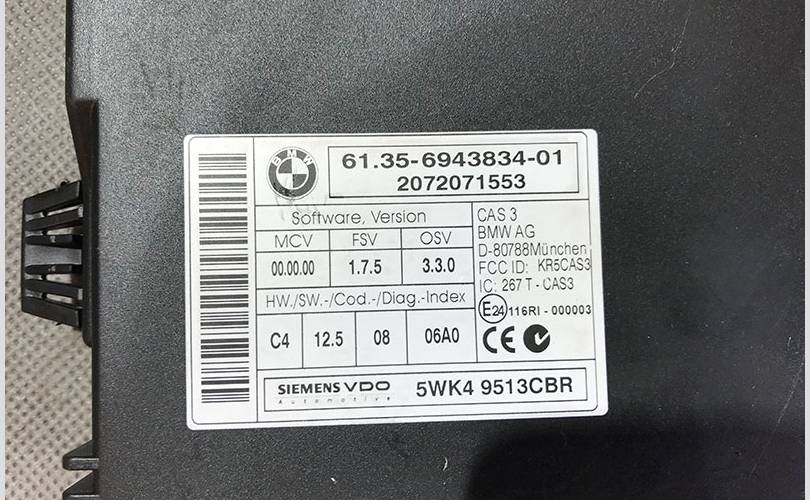 BMW
61.35-6943834-01
2072071553
Software, Version
MCV FSV OSV
00.00.00 1.7.5 3.3.0
HW./SW.-/Cod.-/Diag.-Index
C4 12.5 08 06A0
CAS 3
BMW AG
D-80788München
FCC ID: KR5CAS3
IC: 267 T - CAS3
E24 116RI - 000003
CE
SIEMENS VDO
Automotive
5WK4 9513CBR